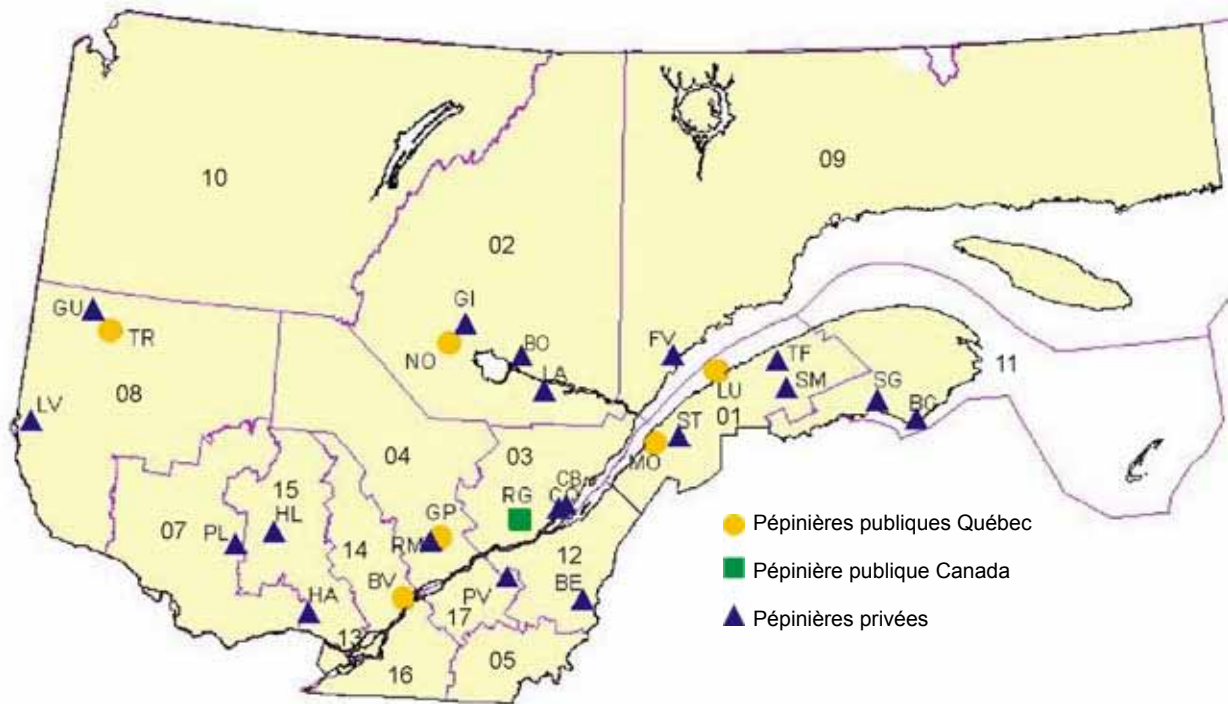 10
09
02
GU
TR
GI
NO
BO
LA
FV
TF
LU
SM
01
SG
BC
11
LV
08
ST
MO
04
03
CB
CO
RG
15
HL
07
PL
14
GP
RM
12
BV
PV
BE
HA
17
13
05
16
Pépinières publiques Québec
Pépinière publique Canada
Pépinières privées